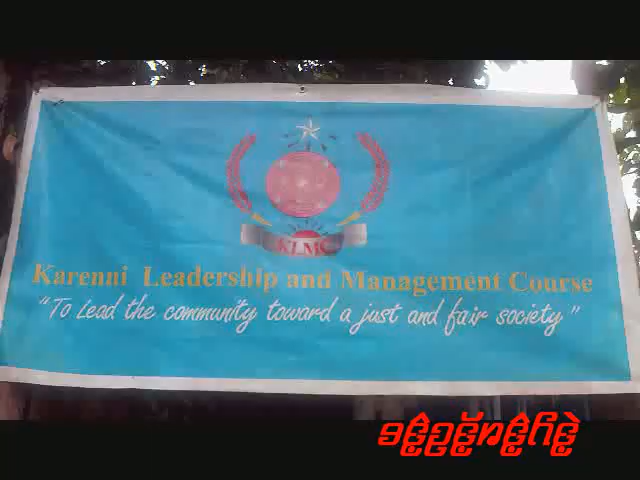 KLMC
Karenni Leadership and Management Course
"To Lead the community toward a just and fair society"